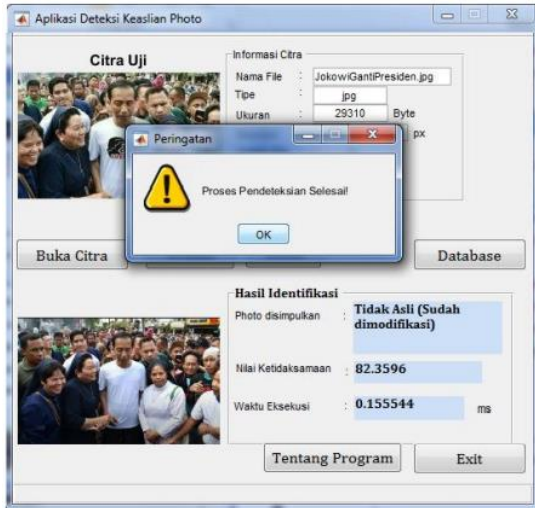 Aplikasi Deteksi Keaslian Photo
Citra Uji
Informasi Citra
Nama File : JokowiGantiPresiden.jpg
Tipe : jpg
Ukuran : 29310 Byte
px
Peringatan
Proses Pendeteksian Selesai!
OK
Buka Citra
Database
Hasil Identifikasi
Photo disimpulkan : Tidak Asli (Sudah
dimodifikasi)
Nilai Ketidaksamaan : 82.3596
Waktu Eksekusi : 0.155544 ms
Tentang Program
Exit